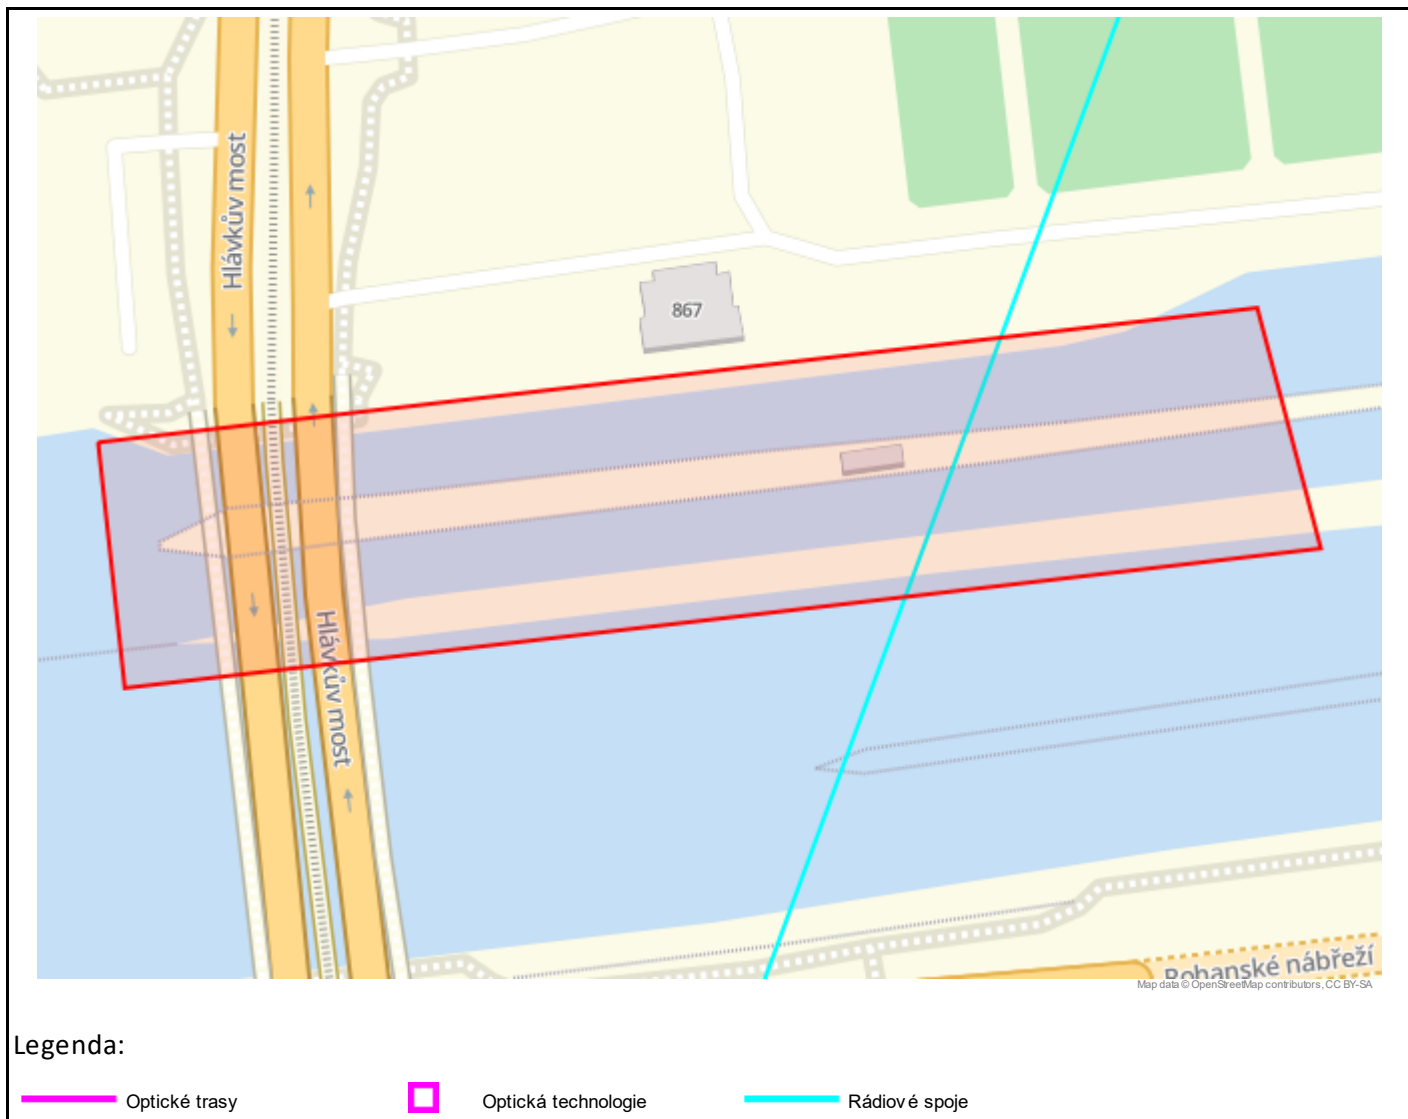 Hlávkův most
867
Hlávkův most
Rohanské nábřeží
Map data © OpenStreetMap contributors, CC BY-SA
Legenda:
Optické trasy Optická technologie Rádiové spoje